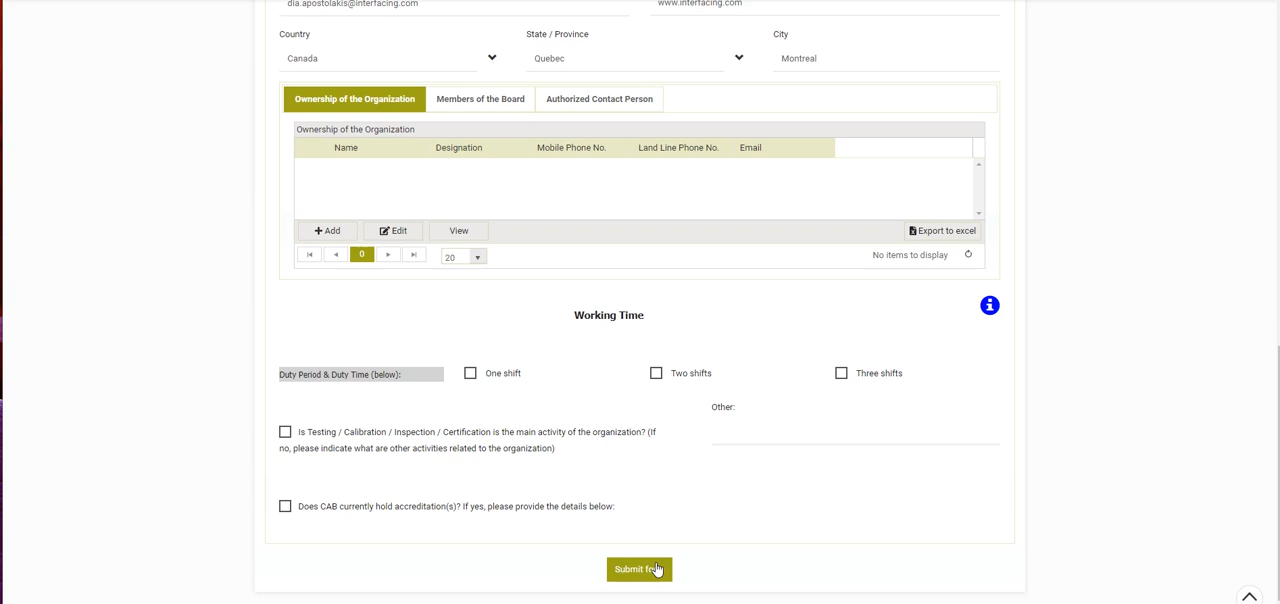 dia.apostolakis@interfacing.com www.interfacing.com
Country State / Province City
Canada Quebec Montreal
Ownership of the Organization Members of the Board Authorized Contact Person
Ownership of the Organization
Name Designation Mobile Phone No. Land Line Phone No. Email
Add Edit View Export to excel
0 20 No items to display
Working Time
Duty Period & Duty Time (below): One shift Two shifts Three shifts
Other:
Is Testing / Calibration / Inspection / Certification is the main activity of the organization? (If
no, please indicate what are other activities related to the organization)
Does CAB currently hold accreditation(s)? If yes, please provide the details below:
Submit